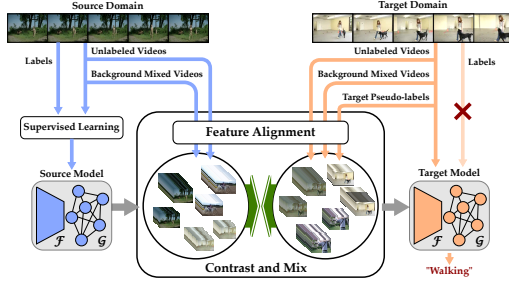 Source Domain
Target Domain
Labels
Unlabeled Videos
Background Mixed Videos
Unlabeled Videos
Background Mixed Videos
Target Pseudo-labels
Labels
Supervised Learning
Feature Alignment
Source Model
Target Model
F
G
F
G
Contrast and Mix
"Walking"